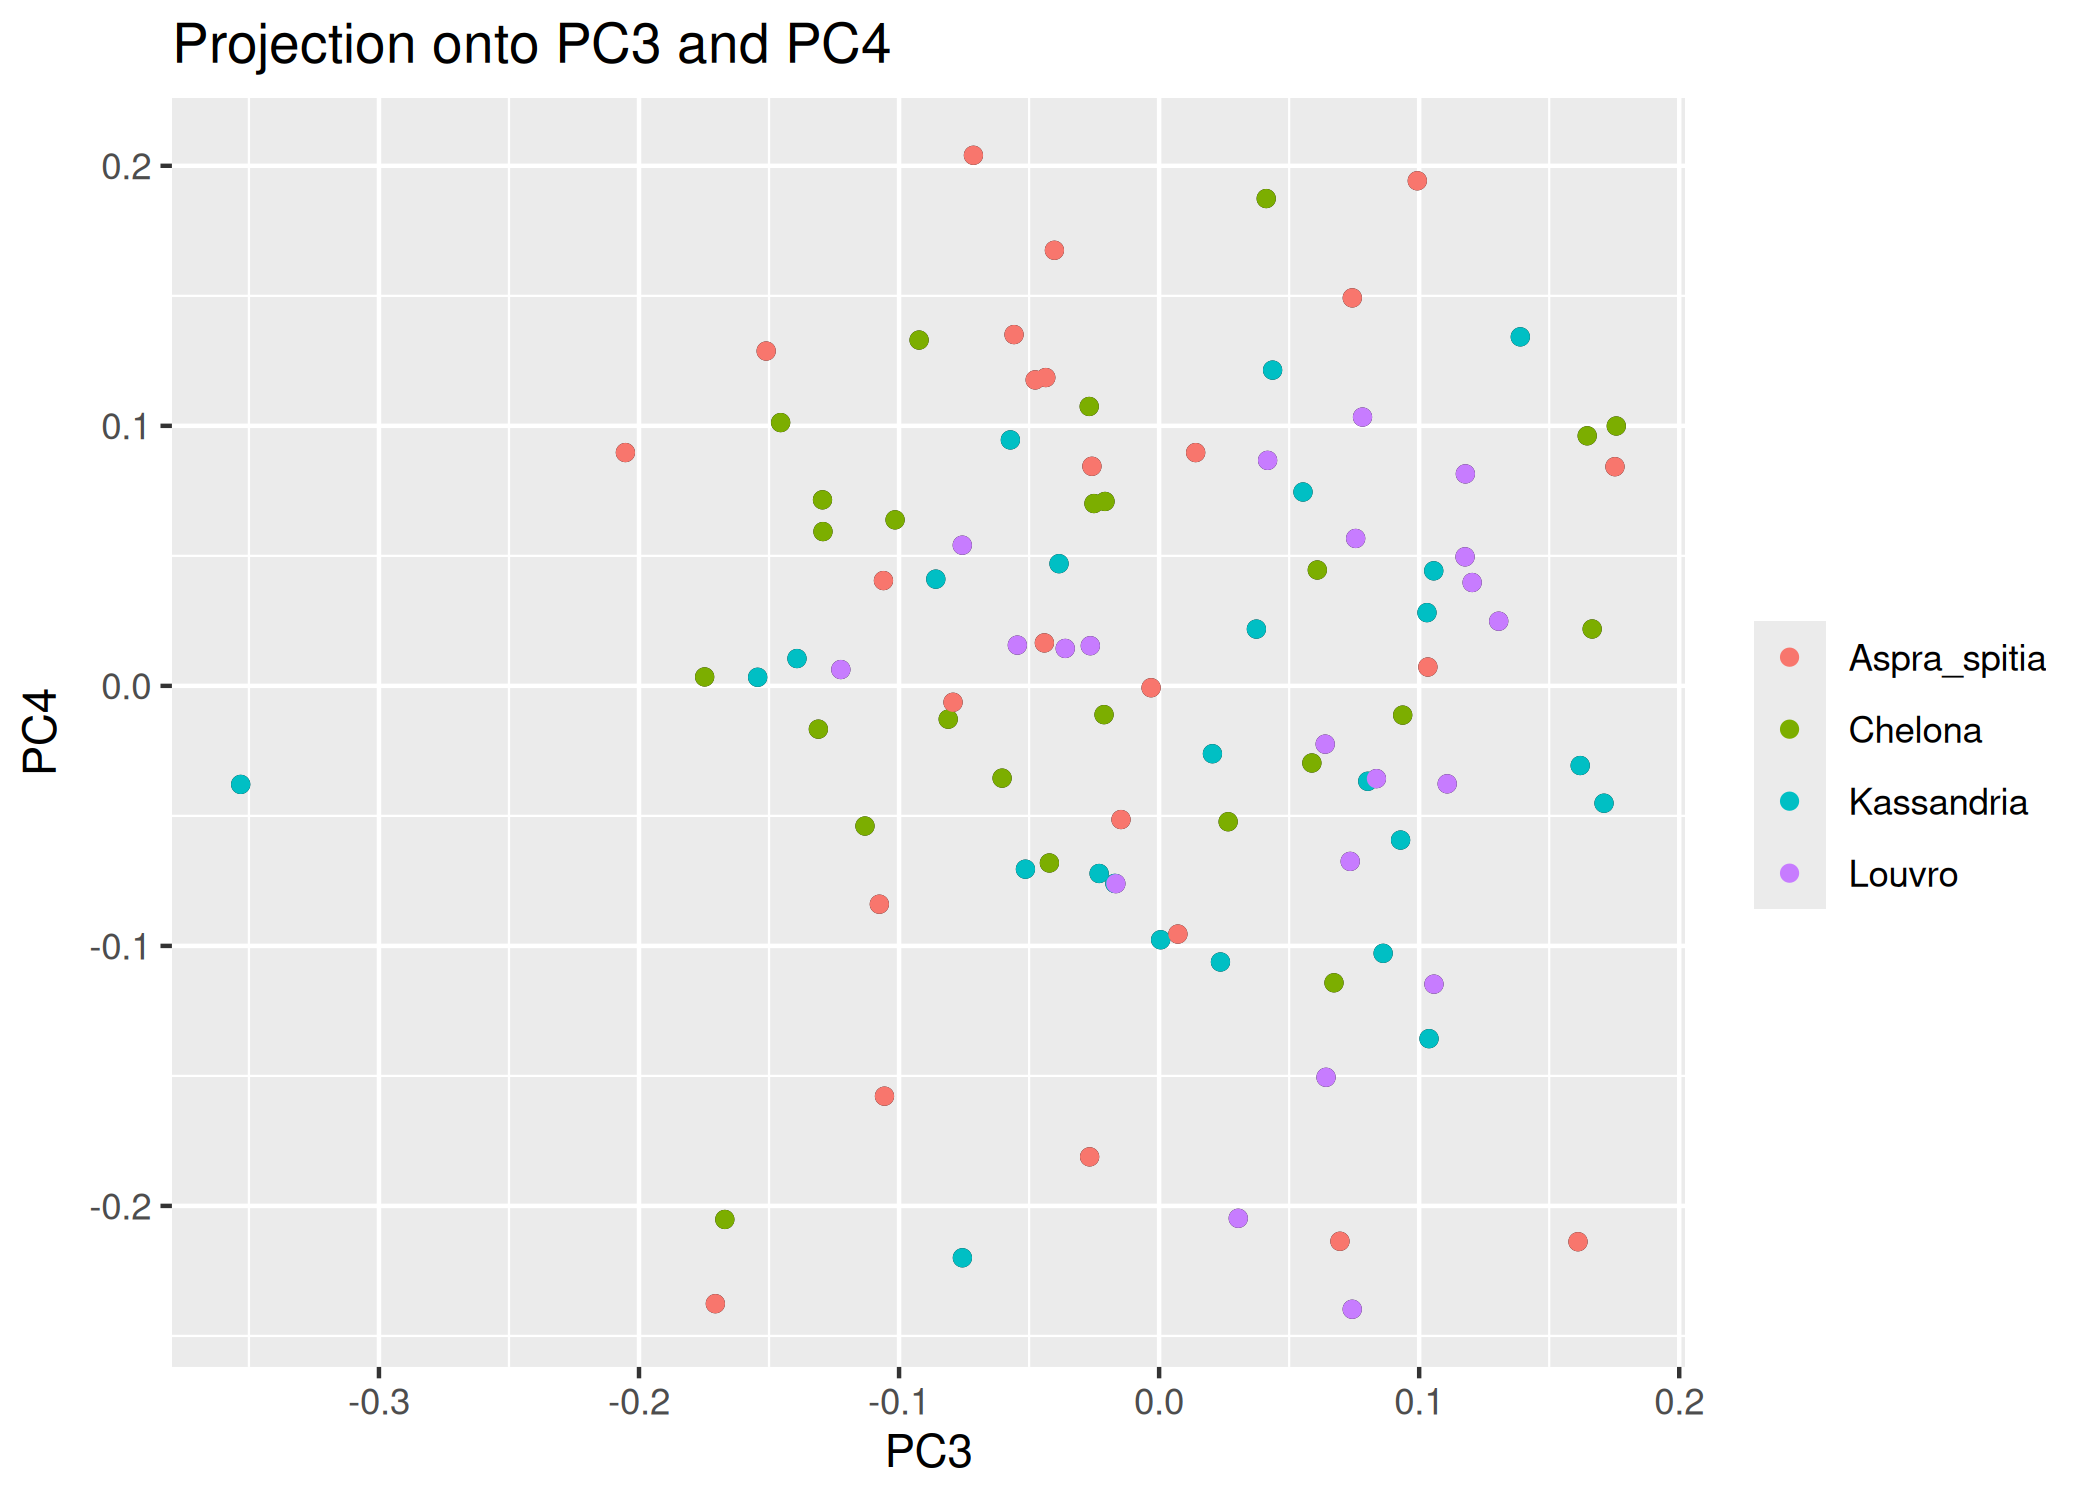 Projection onto PC3 and PC4
0.2
0.1
0.0
-0.1
-0.2
PC4
-0.3
-0.2
-0.1
0.0
0.1
0.2
PC3
Aspra_spitia
Chelona
Kassandria
Louvro